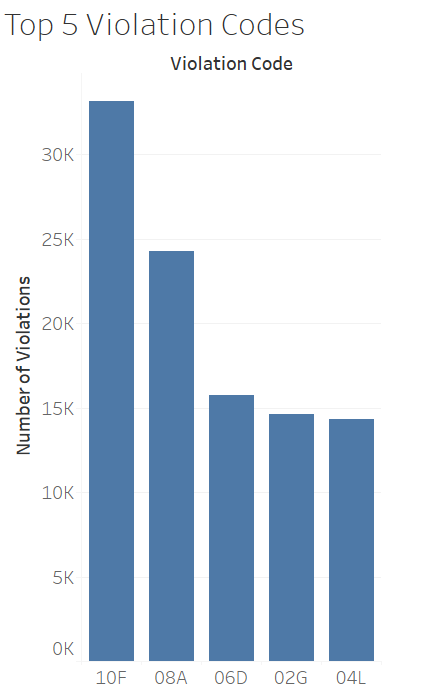 Top 5 Violation Codes
Violation Code
Number of Violations
30K
25K
20K
15K
10K
5K
0K
10F 08A 06D 02G 04L